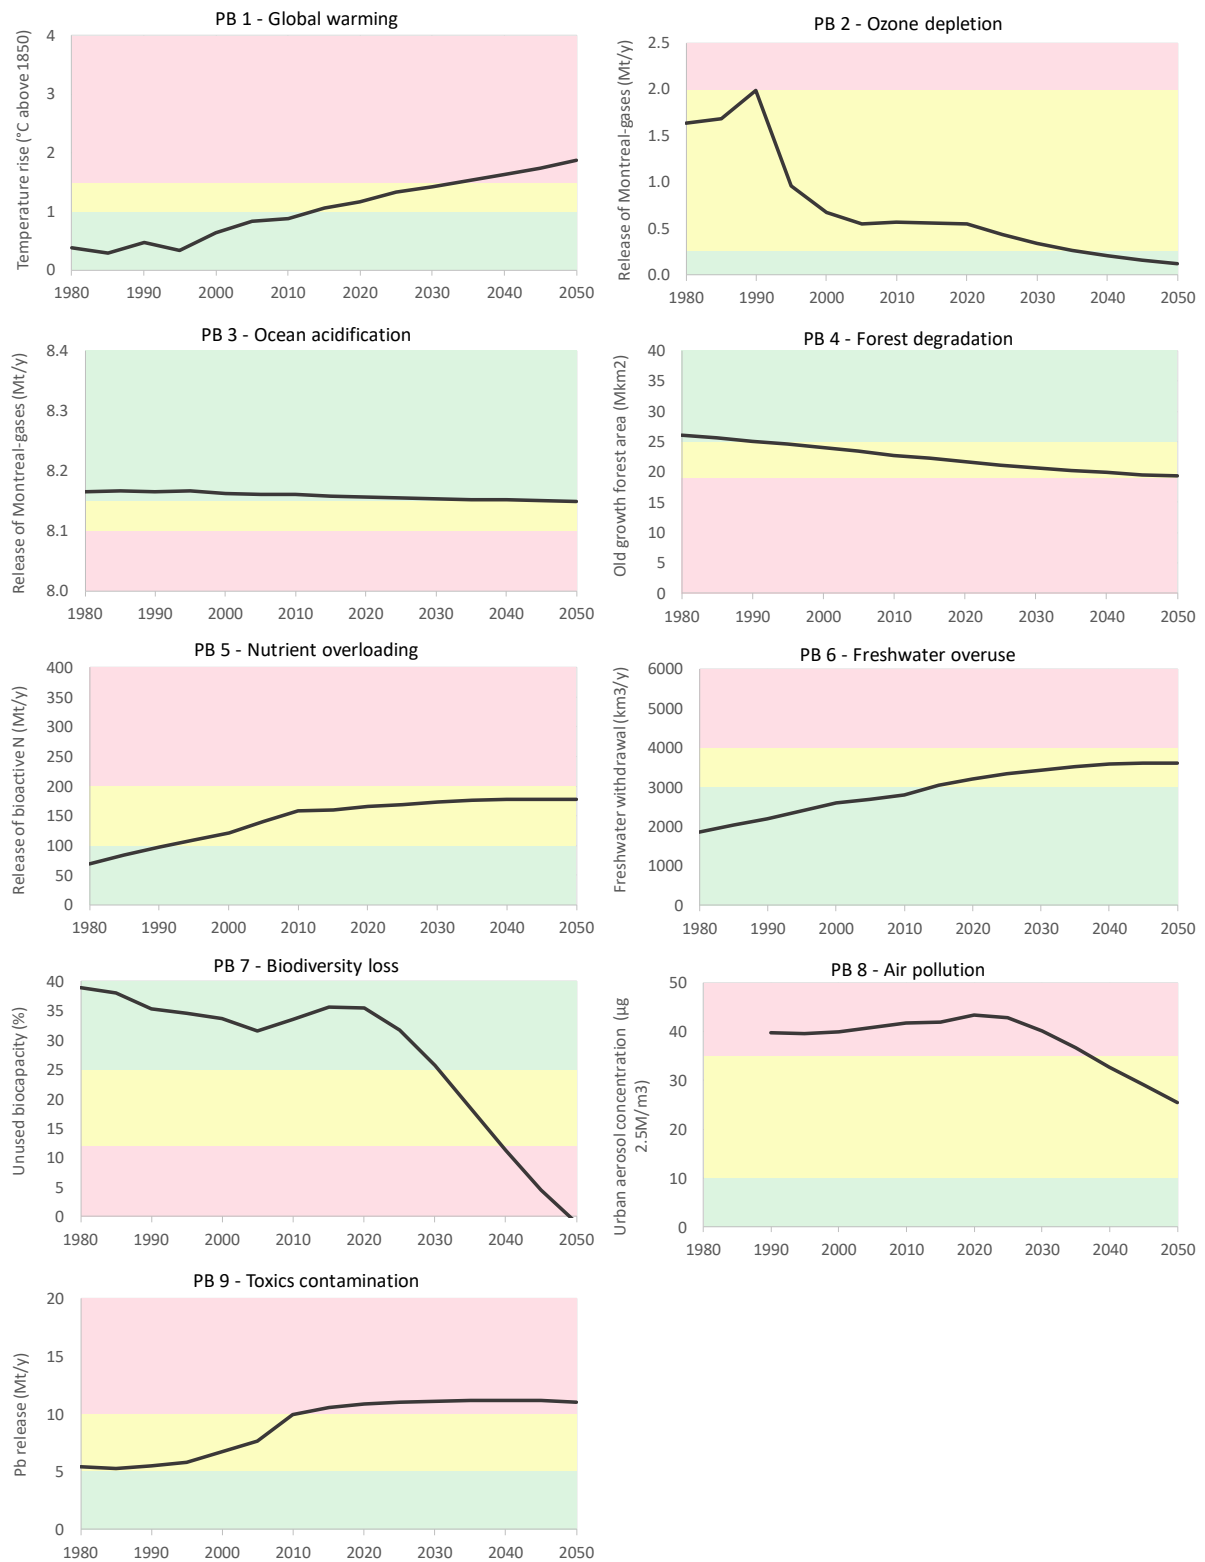 PB 1 - Global warming
Temperature rise (°C above 1850)
4
3
2
1
0
1980 1990 2000 2010 2020 2030 2040 2050
PB 2 - Ozone depletion
Release of Montreal-gases (Mt/y)
2.5
2.0
1.5
1.0
0.5
0.0
1980 1990 2000 2010 2020 2030 2040 2050
PB 3 - Ocean acidification
Release of Montreal-gases (Mt/y)
8.4
8.3
8.2
8.1
8.0
1980 1990 2000 2010 2020 2030 2040 2050
PB 4 - Forest degradation
Old growth forest area (Mkm2)
40
35
30
25
20
15
10
5
0
1980 1990 2000 2010 2020 2030 2040 2050
PB 5 - Nutrient overloading
Release of bioactive N (Mt/y)
400
350
300
250
200
150
100
50
0
1980 1990 2000 2010 2020 2030 2040 2050
PB 6 - Freshwater overuse
Freshwater withdrawal (km3/y)
6000
5000
4000
3000
2000
1000
0
1980 1990 2000 2010 2020 2030 2040 2050
PB 7 - Biodiversity loss
Unused biocapacity (%)
40
35
30
25
20
15
10
5
0
1980 1990 2000 2010 2020 2030 2040 2050
PB 8 - Air pollution
Urban aerosol concentration (µg
2.5M/m3)
50
40
30
20
10
0
1980 1990 2000 2010 2020 2030 2040 2050
PB 9 - Toxics contamination
Pb release (Mt/y)
20
15
10
5
0
1980 1990 2000 2010 2020 2030 2040 2050